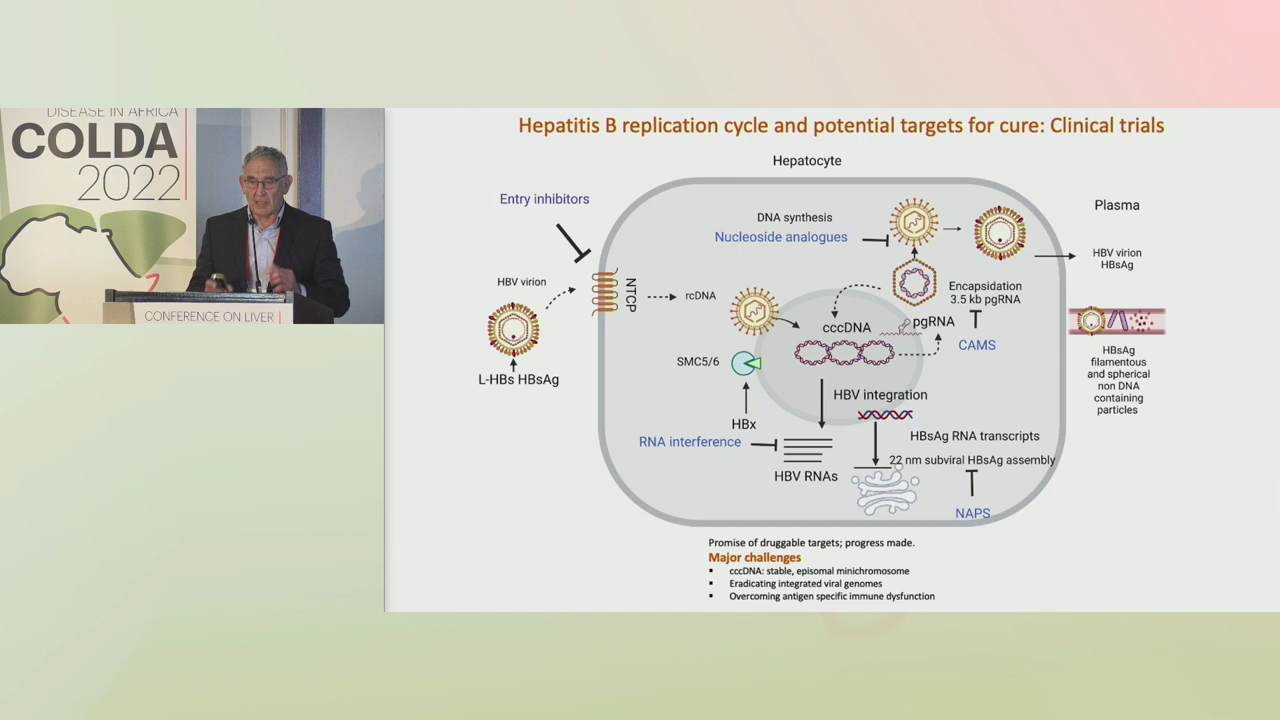 DISEASE IN AFRICA
COLDA
2022
CONFERENCE ON LIVER
Hepatitis B replication cycle and potential targets for cure: Clinical trials
Hepatocyte
Entry inhibitors
Plasma
DNA synthesis
Nucleoside analogues
HBV virion
HBsAg
HBV virion
NTCP
rcDNA
Encapsidation
3.5 kb pgRNA
cccDNA
pgRNA
CAMS
SMC5/6
L-HBs HBsAg
HBsAg
filamentous
and spherical
non DNA
containing
particles
HBV integration
HBx
RNA interference
HBsAg RNA transcripts
22 nm subviral HBsAg assembly
HBV RNAs
NAPS
Promise of druggable targets; progress made.
Major challenges
▪ cccDNA: stable, episomal minichromosome
▪ Eradicating integrated viral genomes
▪ Overcoming antigen specific immune dysfunction